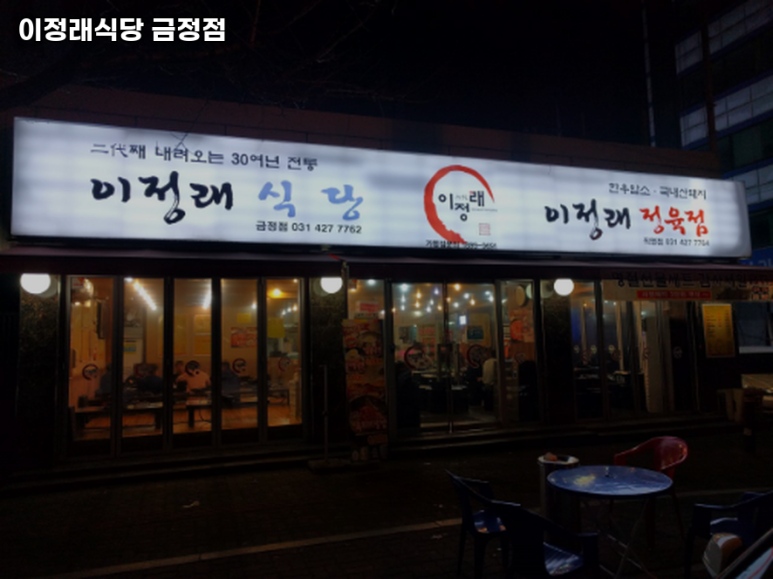 이정래식당 금정점
二代째 내려오는 30여년 전통
이정래 식당
금정점 031 427 7762
이정래
한우암소 · 국내산돼지
이정래 정육점
031 427 7764